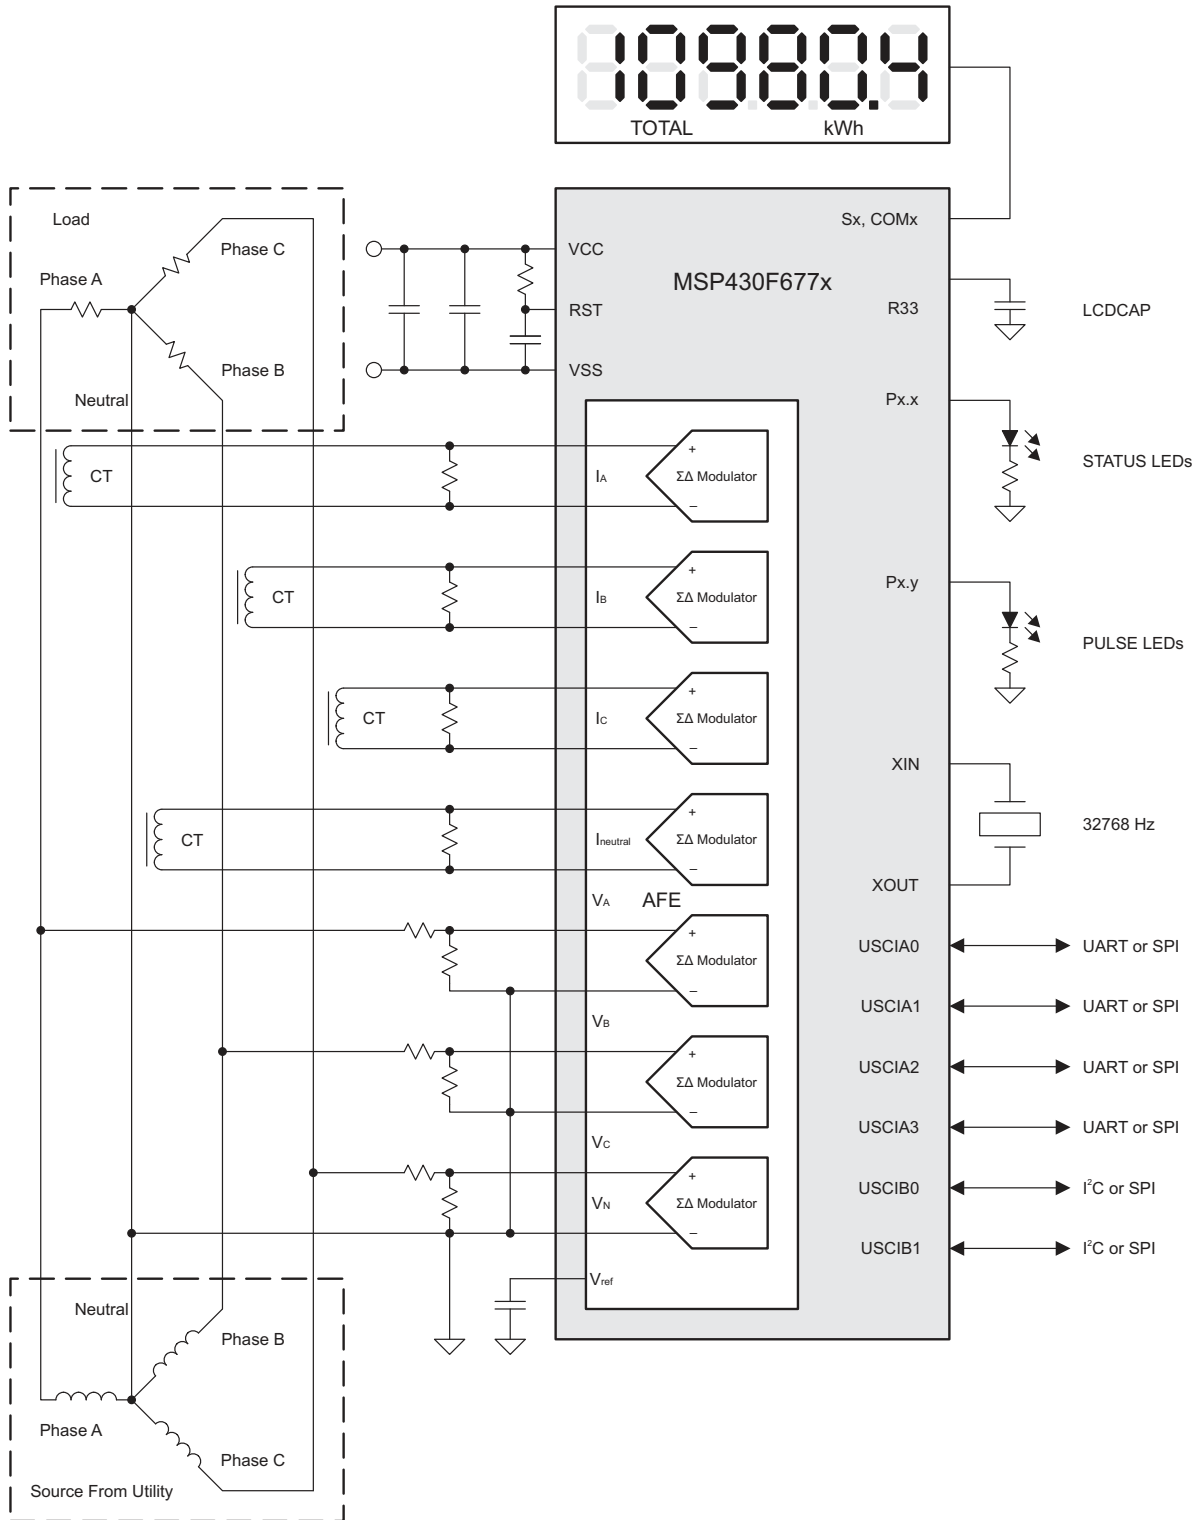 10980.4
TOTAL kWh
Load
Phase C
Phase A
Phase B
Neutral
VCC
RST
VSS
MSP430F677x
Sx, COMx
R33
LCDCAP
Px.x
STATUS LEDs
Px.y
PULSE LEDs
XIN
32768 Hz
XOUT
USCIA0 UART or SPI
USCIA1 UART or SPI
USCIA2 UART or SPI
USCIA3 UART or SPI
USCIB0 I²C or SPI
USCIB1 I²C or SPI
CT
IA
+
ΣΔ Modulator
–
CT
IB
+
ΣΔ Modulator
–
CT
IC
+
ΣΔ Modulator
–
CT
Ineutral
+
ΣΔ Modulator
–
VA AFE
+
ΣΔ Modulator
–
VB
+
ΣΔ Modulator
–
VC
+
VN ΣΔ Modulator
–
Vref
Neutral
Phase B
Phase A
Phase C
Source From Utility